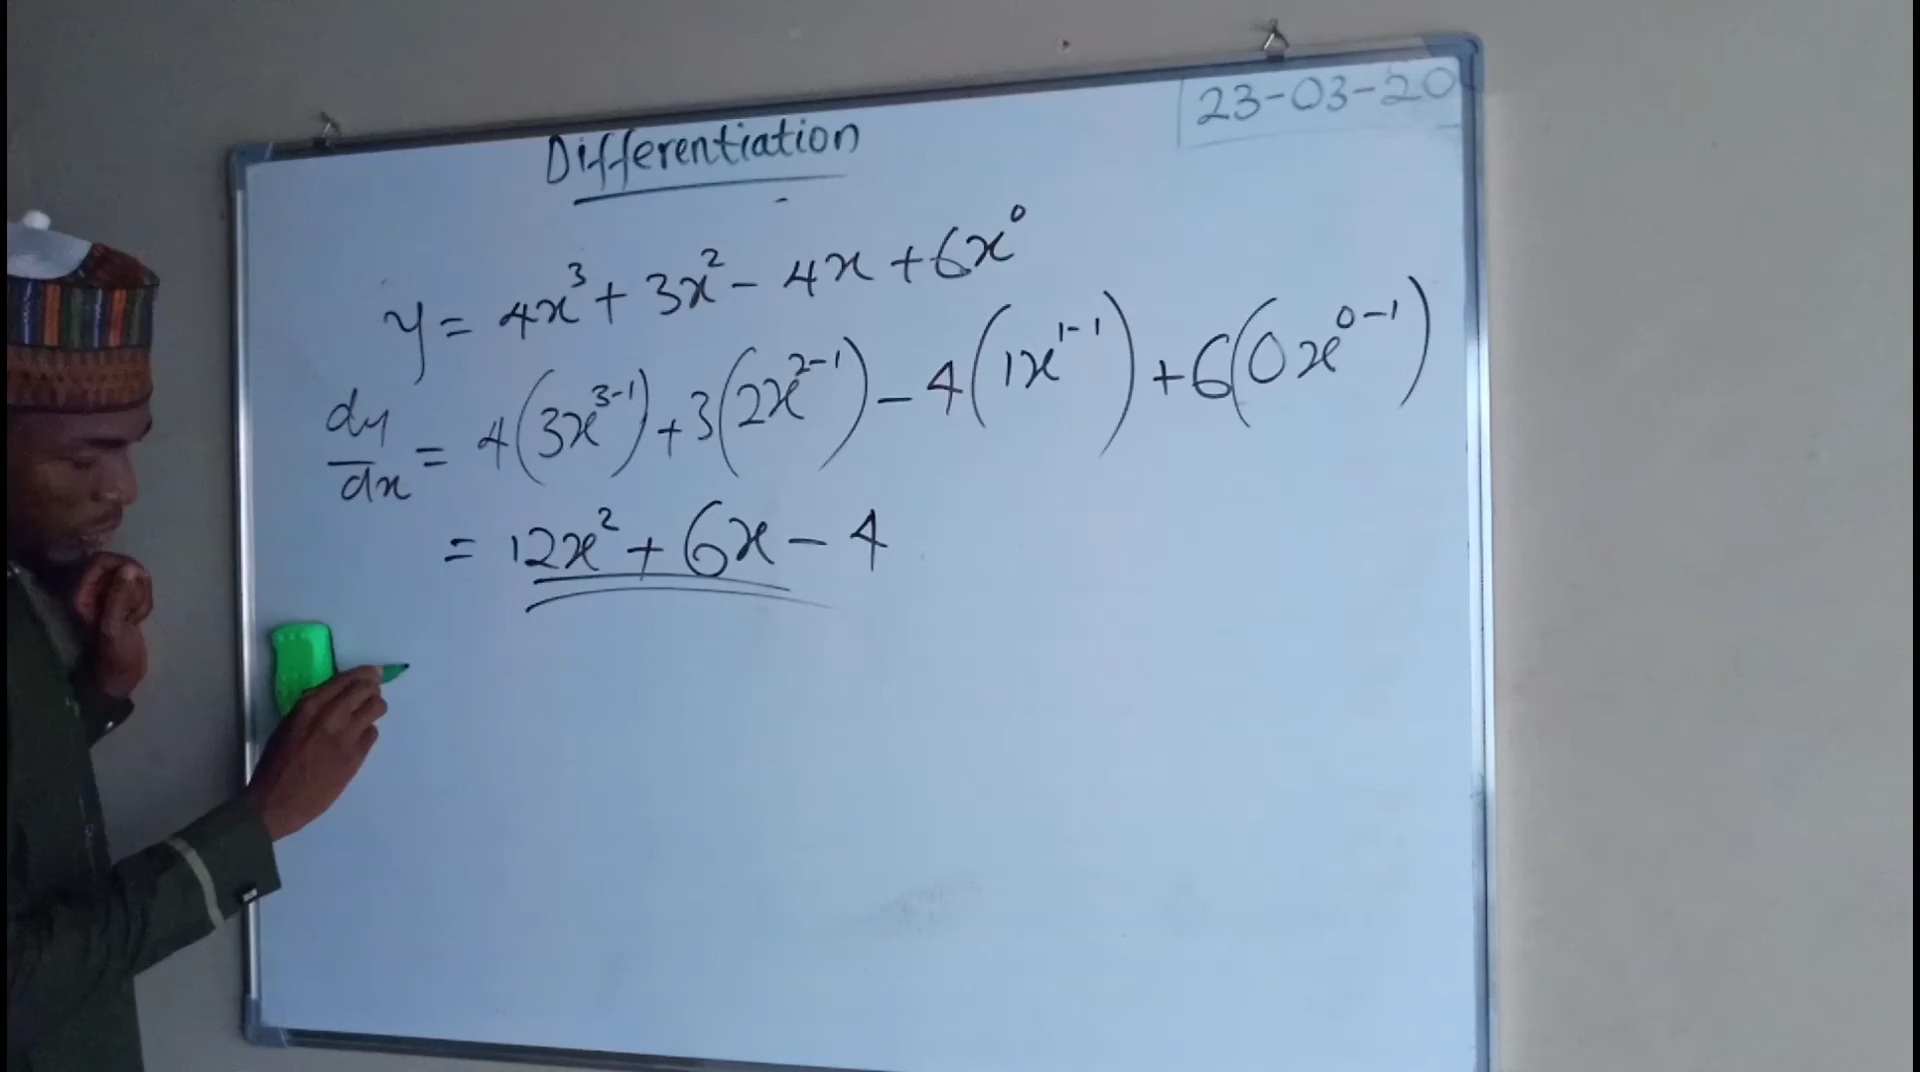 23-03-20
Differentiation
y = 4x³ + 3x² - 4x + 6x⁰
dy/dx = 4(3x³⁻¹) + 3(2x²⁻¹) - 4(1x¹⁻¹) + 6(0x⁰⁻¹)
= 12x² + 6x - 4